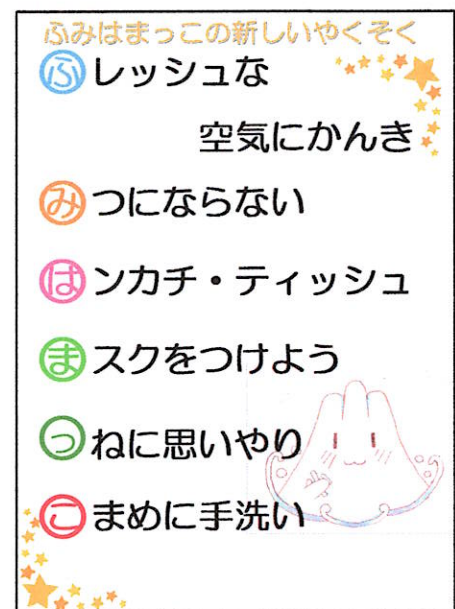 ふみはまっこの新しいやくそく
ふレッシュな
空気にかんき
みつにならない
はンカチ・ティッシュ
まスクをつけよう
つねに思いやり
こまめに手洗い